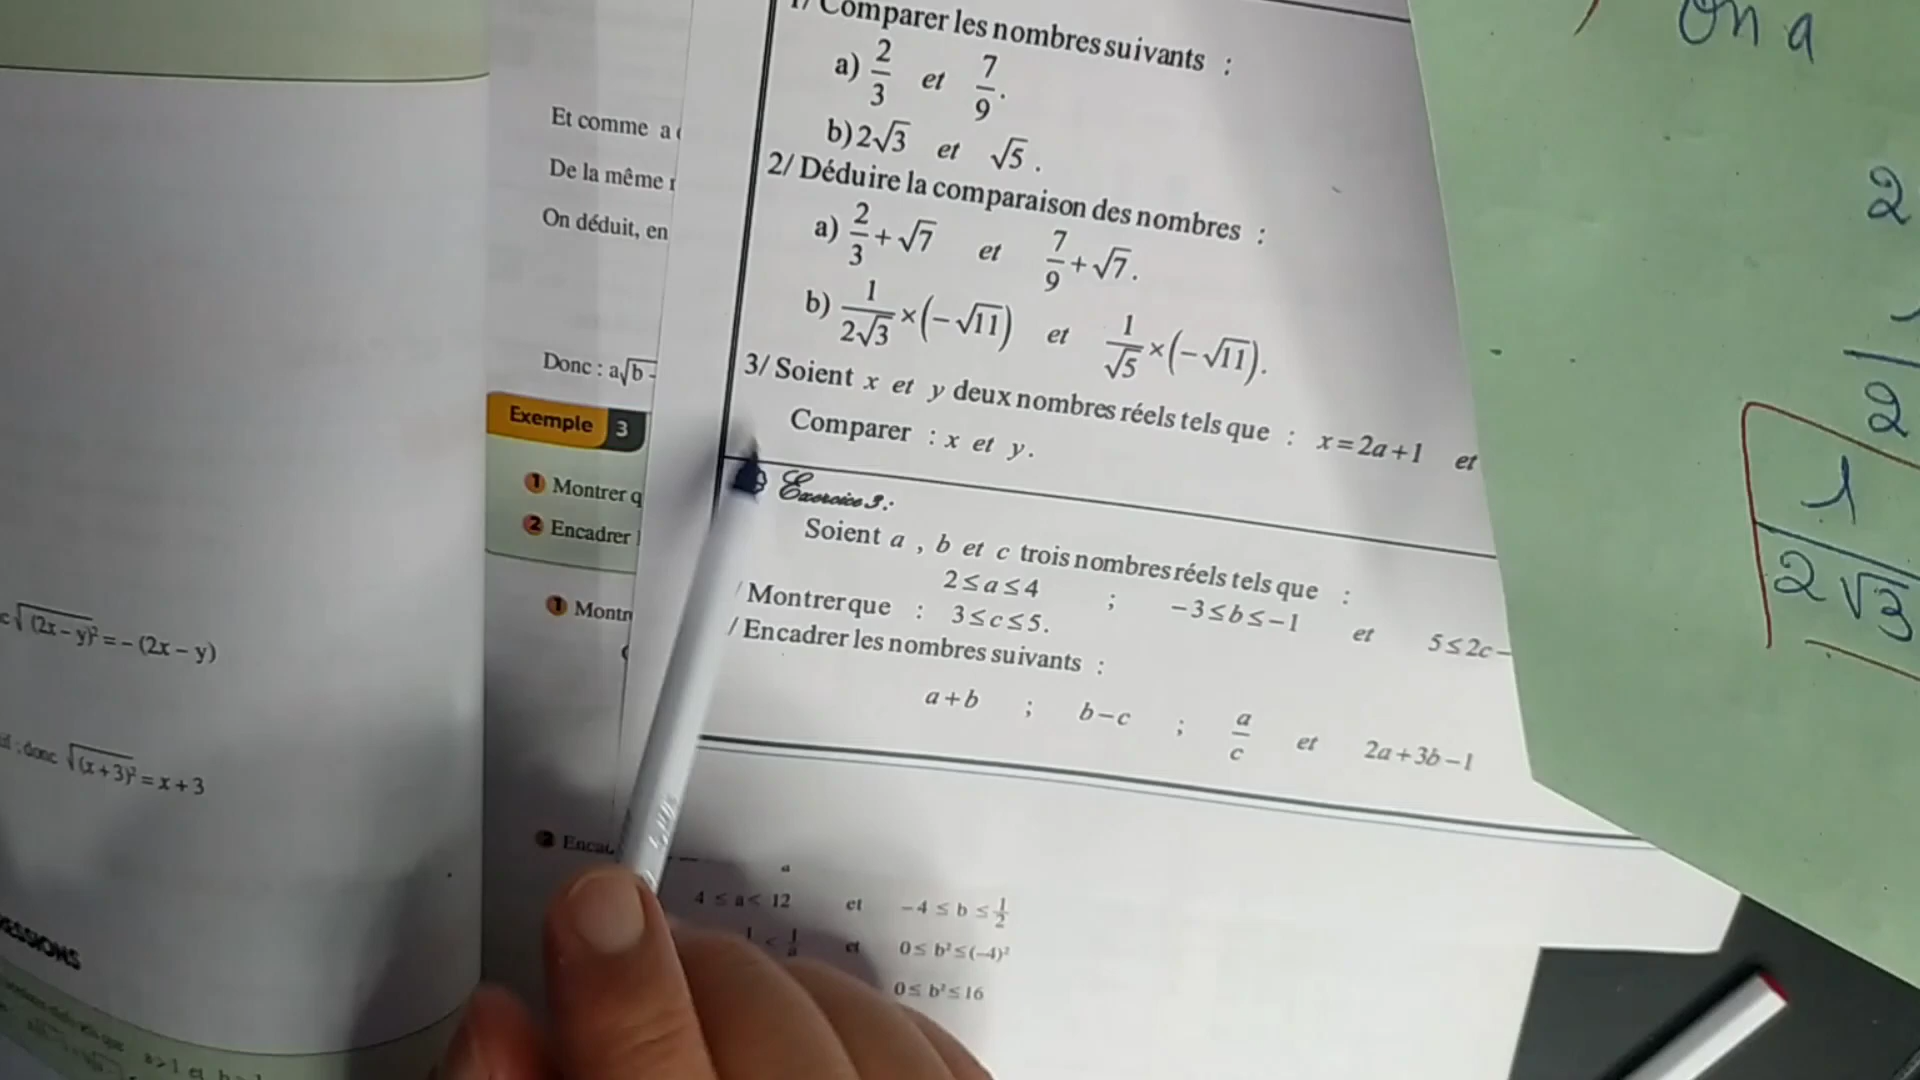 1/ Comparer les nombres suivants :
a) 2/3 et 7/9.
b) 2√3 et √5.
2/ Déduire la comparaison des nombres :
a) 2/3 + √7 et 7/9 + √7.
b) 1/(2√3) × (−√11) et 1/√5 × (−√11).
3/ Soient x et y deux nombres réels tels que : x = 2a + 1 et
Comparer : x et y.
Exercice 3:
Soient a , b et c trois nombres réels tels que :
2 ≤ a ≤ 4 ; −3 ≤ b ≤ −1 et 5 ≤ 2c −
/ Montrer que : 3 ≤ c ≤ 5.
/ Encadrer les nombres suivants :
a + b ; b − c ; a/c et 2a + 3b − 1
Et comme a
De la même
On déduit, en
Donc : a√b -
Exemple 3
1 Montrer q
2 Encadrer
1 Montr
2 Enca
4 ≤ a < 12 et −4 ≤ b ≤ 1/2
et 0 ≤ b² ≤ (−4)²
0 ≤ b² ≤ 16
√(2x − y)² = − (2x − y)
donc √(x + 3)² = x + 3
ESSIONS
a > 1 et b
On a
2
2
1
2√3